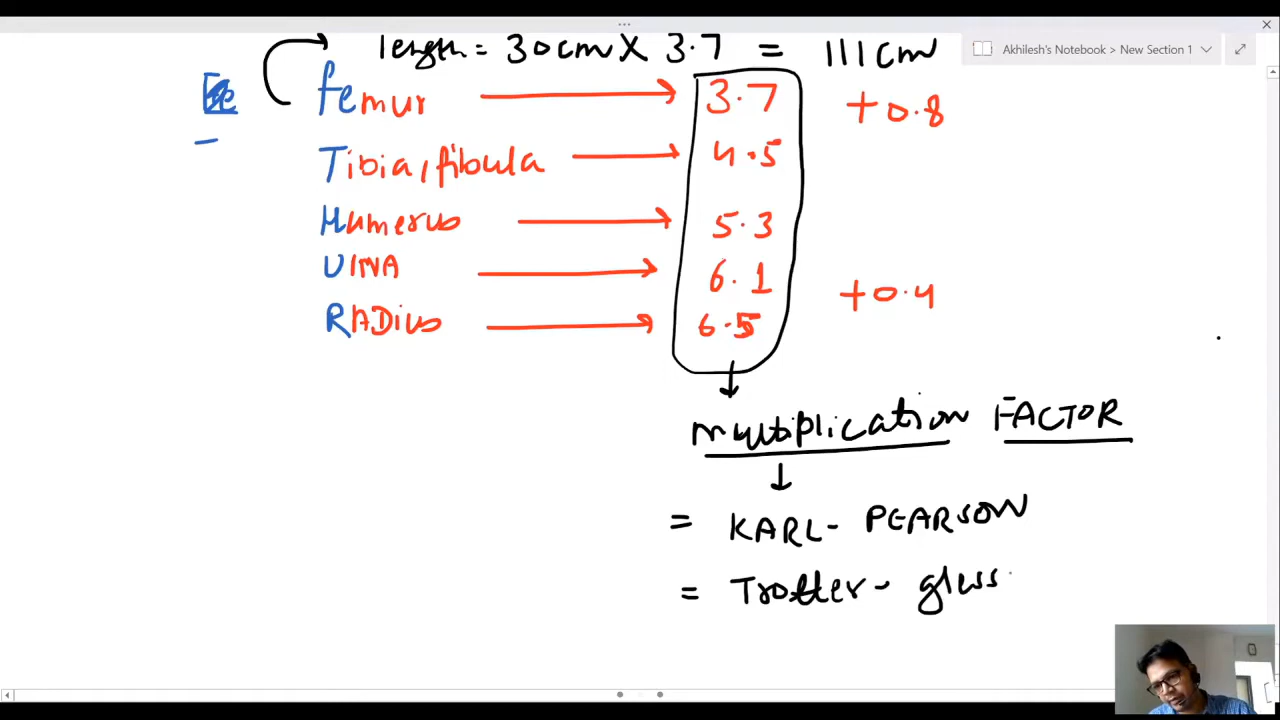 length = 30cm X 3.7 = 111cm
Akhilesh's Notebook > New Section 1
femur → 3.7 +0.8
Tibia/fibula → 4.5
Humerus → 5.3
UlNA → 6.1
+0.4
RADius → 6.5
multiplication FACTOR
= KARL- PEARSON
= Trotter- gless